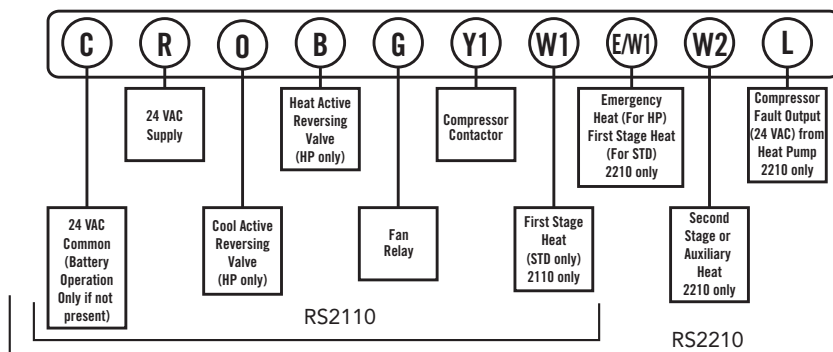 C R O B G Y1 W1 E/W1 W2 L
24 VAC
Supply
Heat Active
Reversing
Valve
(HP only)
Compressor
Contactor
Emergency
Heat (For HP)
First Stage Heat
(For STD)
2210 only
Compressor
Fault Output
(24 VAC) from
Heat Pump
2210 only
24 VAC
Common
(Battery
Operation
Only if not
present)
Cool Active
Reversing
Valve
(HP only)
Fan
Relay
First Stage
Heat
(STD only)
2110 only
Second
Stage or
Auxiliary
Heat
2210 only
RS2110
RS2210